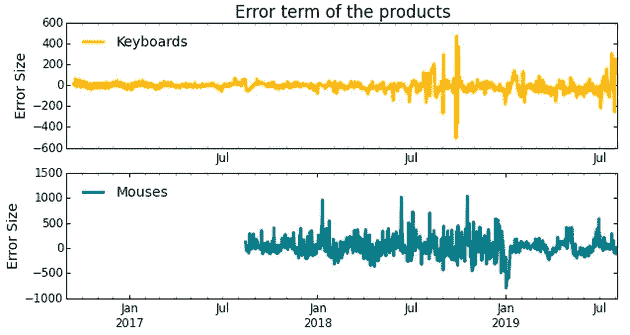 Error term of the products
Error Size
600
400
200
0
−200
−400
−600
Keyboards
Jul Jul Jul
Error Size
1500
1000
500
0
−500
−1000
Mouses
Jan Jul Jan Jul Jan Jul
2017 2018 2019